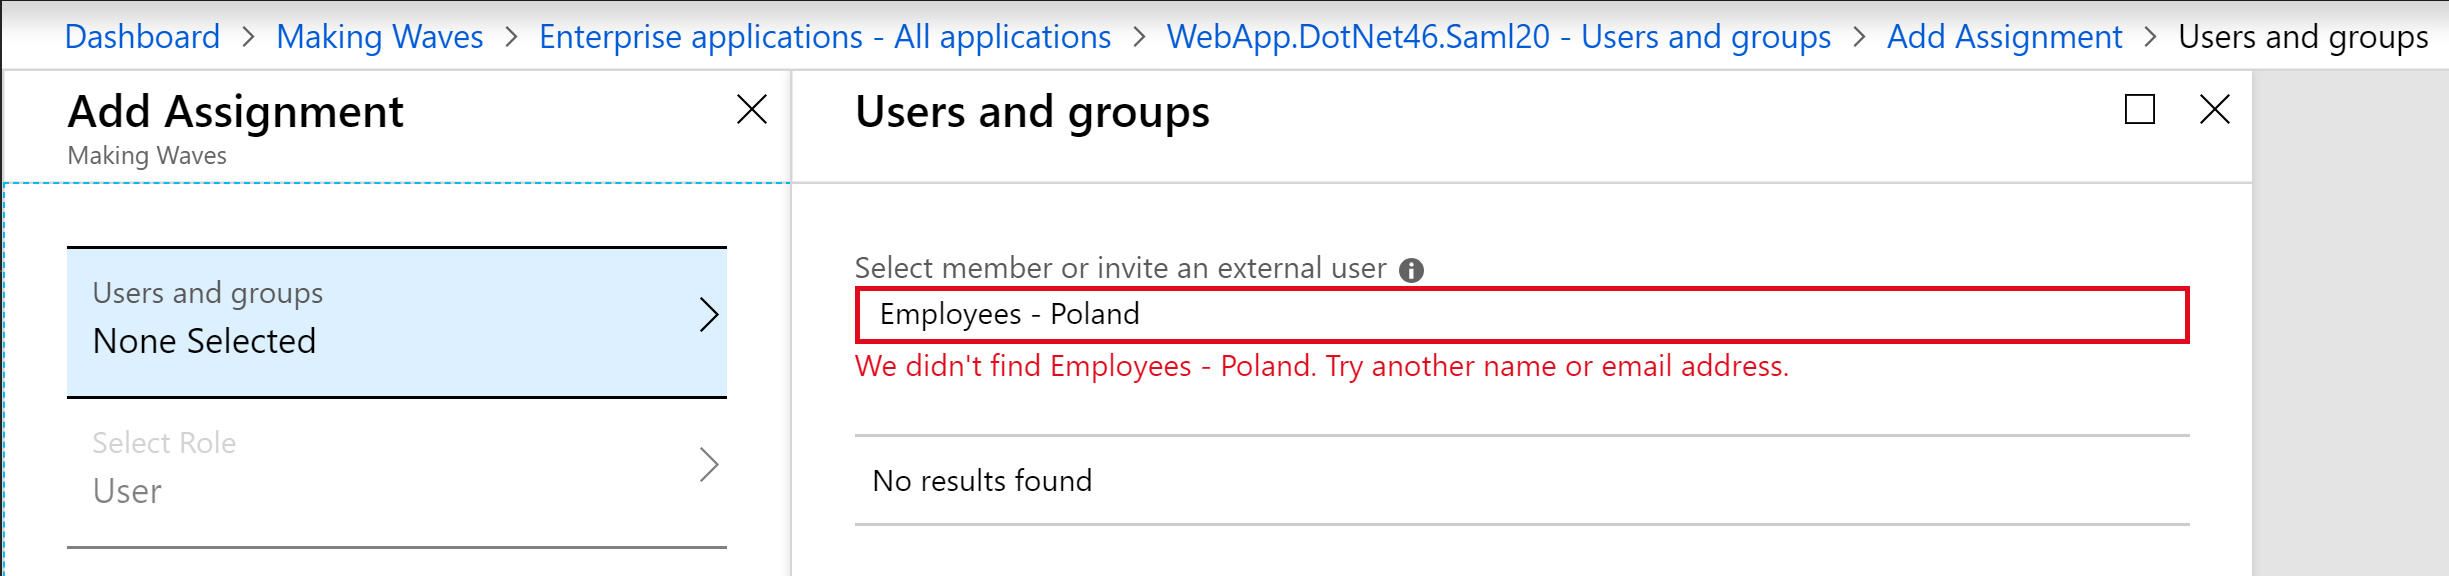 Dashboard > Making Waves > Enterprise applications - All applications > WebApp.DotNet46.Saml20 - Users and groups > Add Assignment > Users and groups
Add Assignment
Making Waves
Users and groups
None Selected
Select Role
User
Users and groups
Select member or invite an external user
Employees - Poland
We didn't find Employees - Poland. Try another name or email address.
No results found